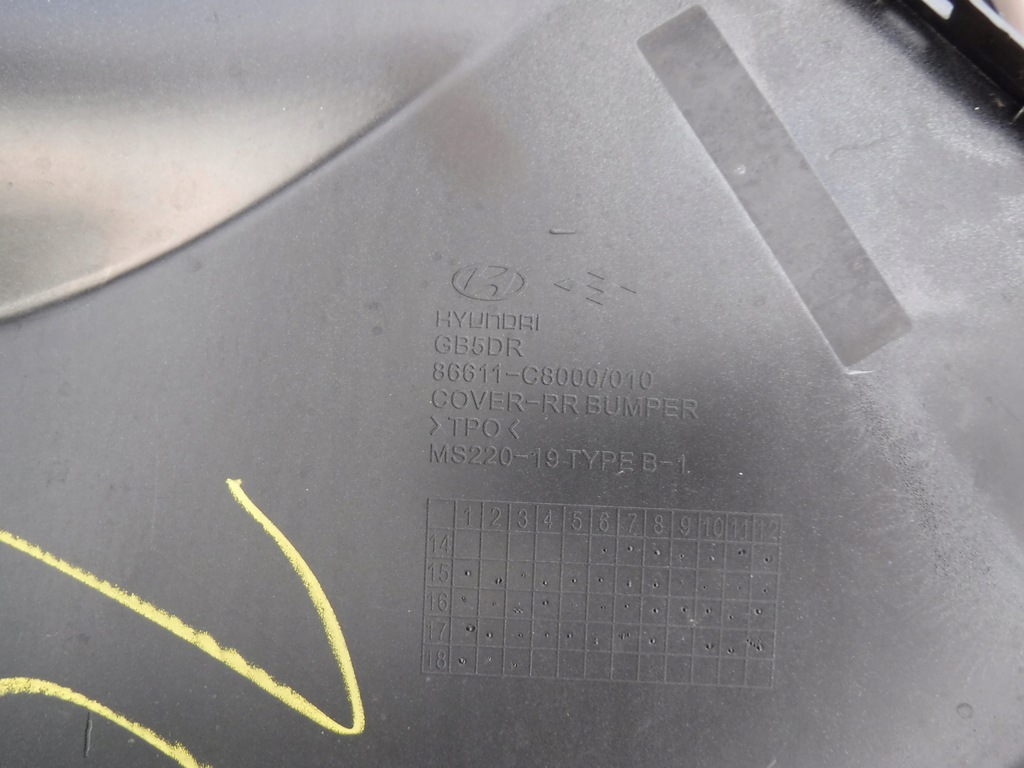 HYUNDAI
GB5DR
86611-C8000/010
COVER-RR BUMPER
>TPO<
MS220-19 TYPE B-1
1 2 3 4 5 6 7 8 9 10 11 12
14
15
16
17
18